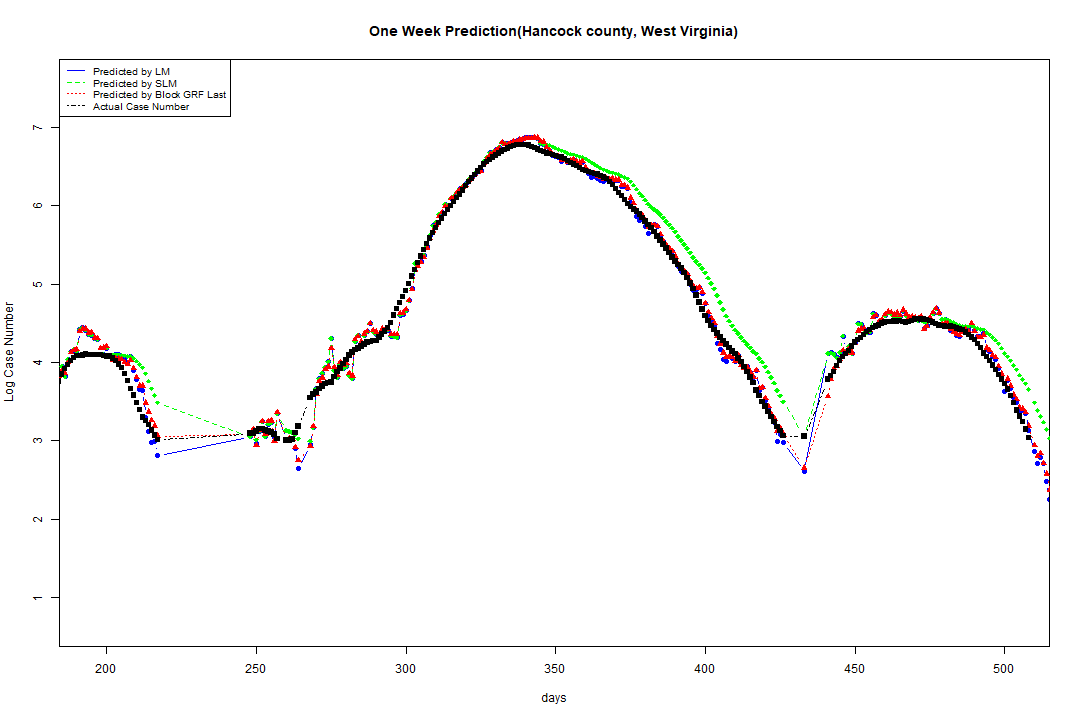 One Week Prediction(Hancock county, West Virginia)
Predicted by LM
Predicted by SLM
Predicted by Block GRF Last
Actual Case Number
7
6
5
4
3
2
1
Log Case Number
200 250 300 350 400 450 500
days